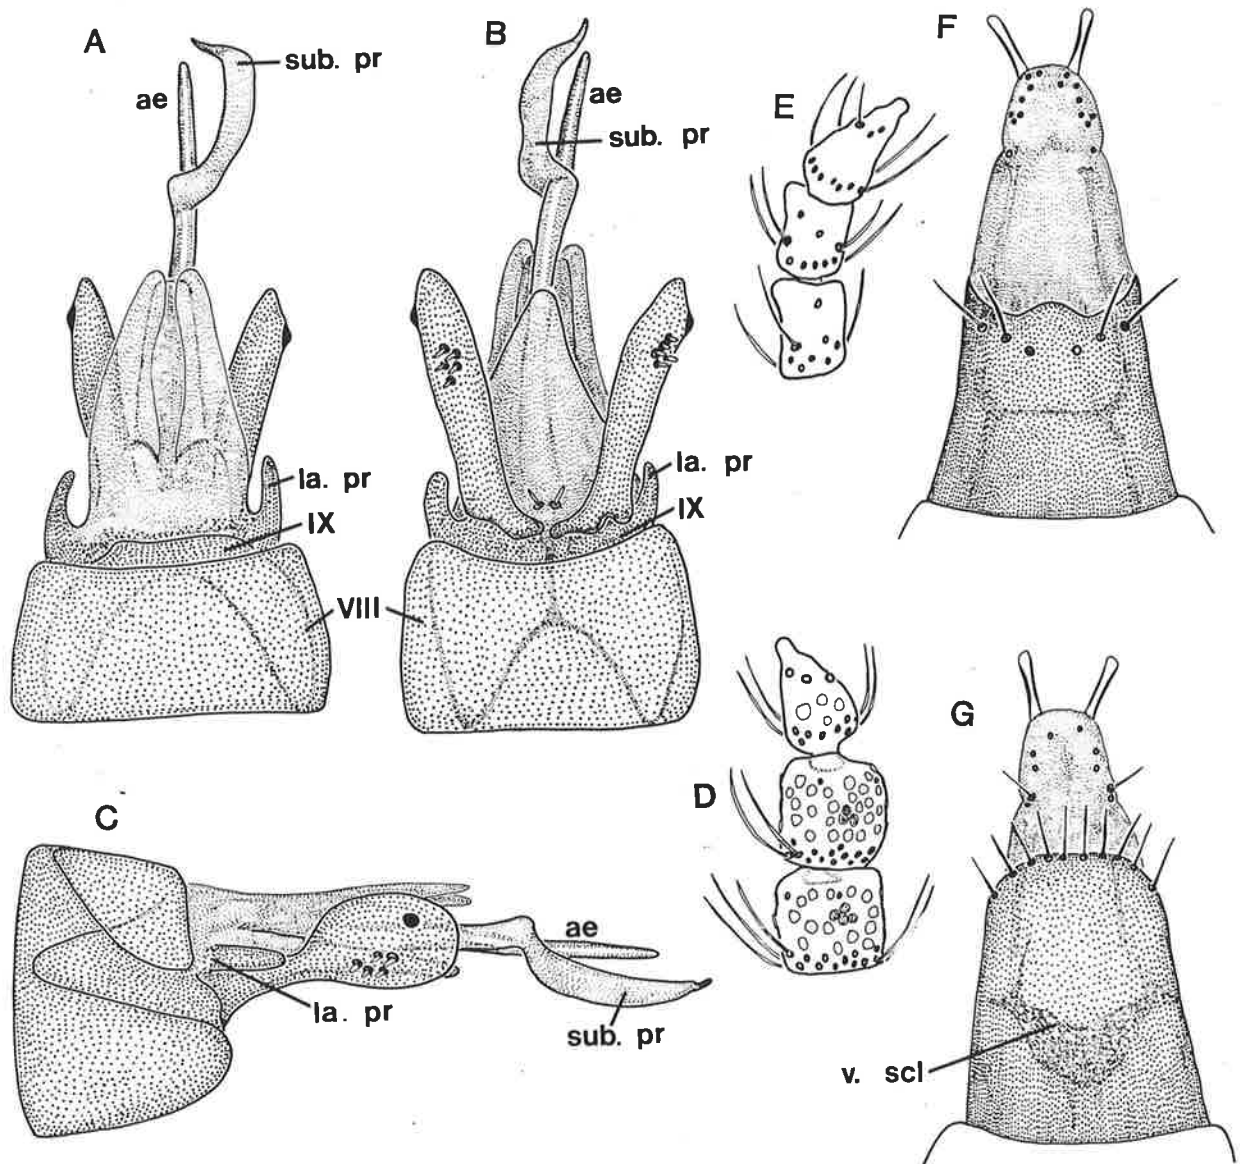 A
sub. pr
ae
la. pr
IX
VIII
B
ae
sub. pr
la. pr
IX
E
F
C
ae
la. pr
sub. pr
D
G
v. scl